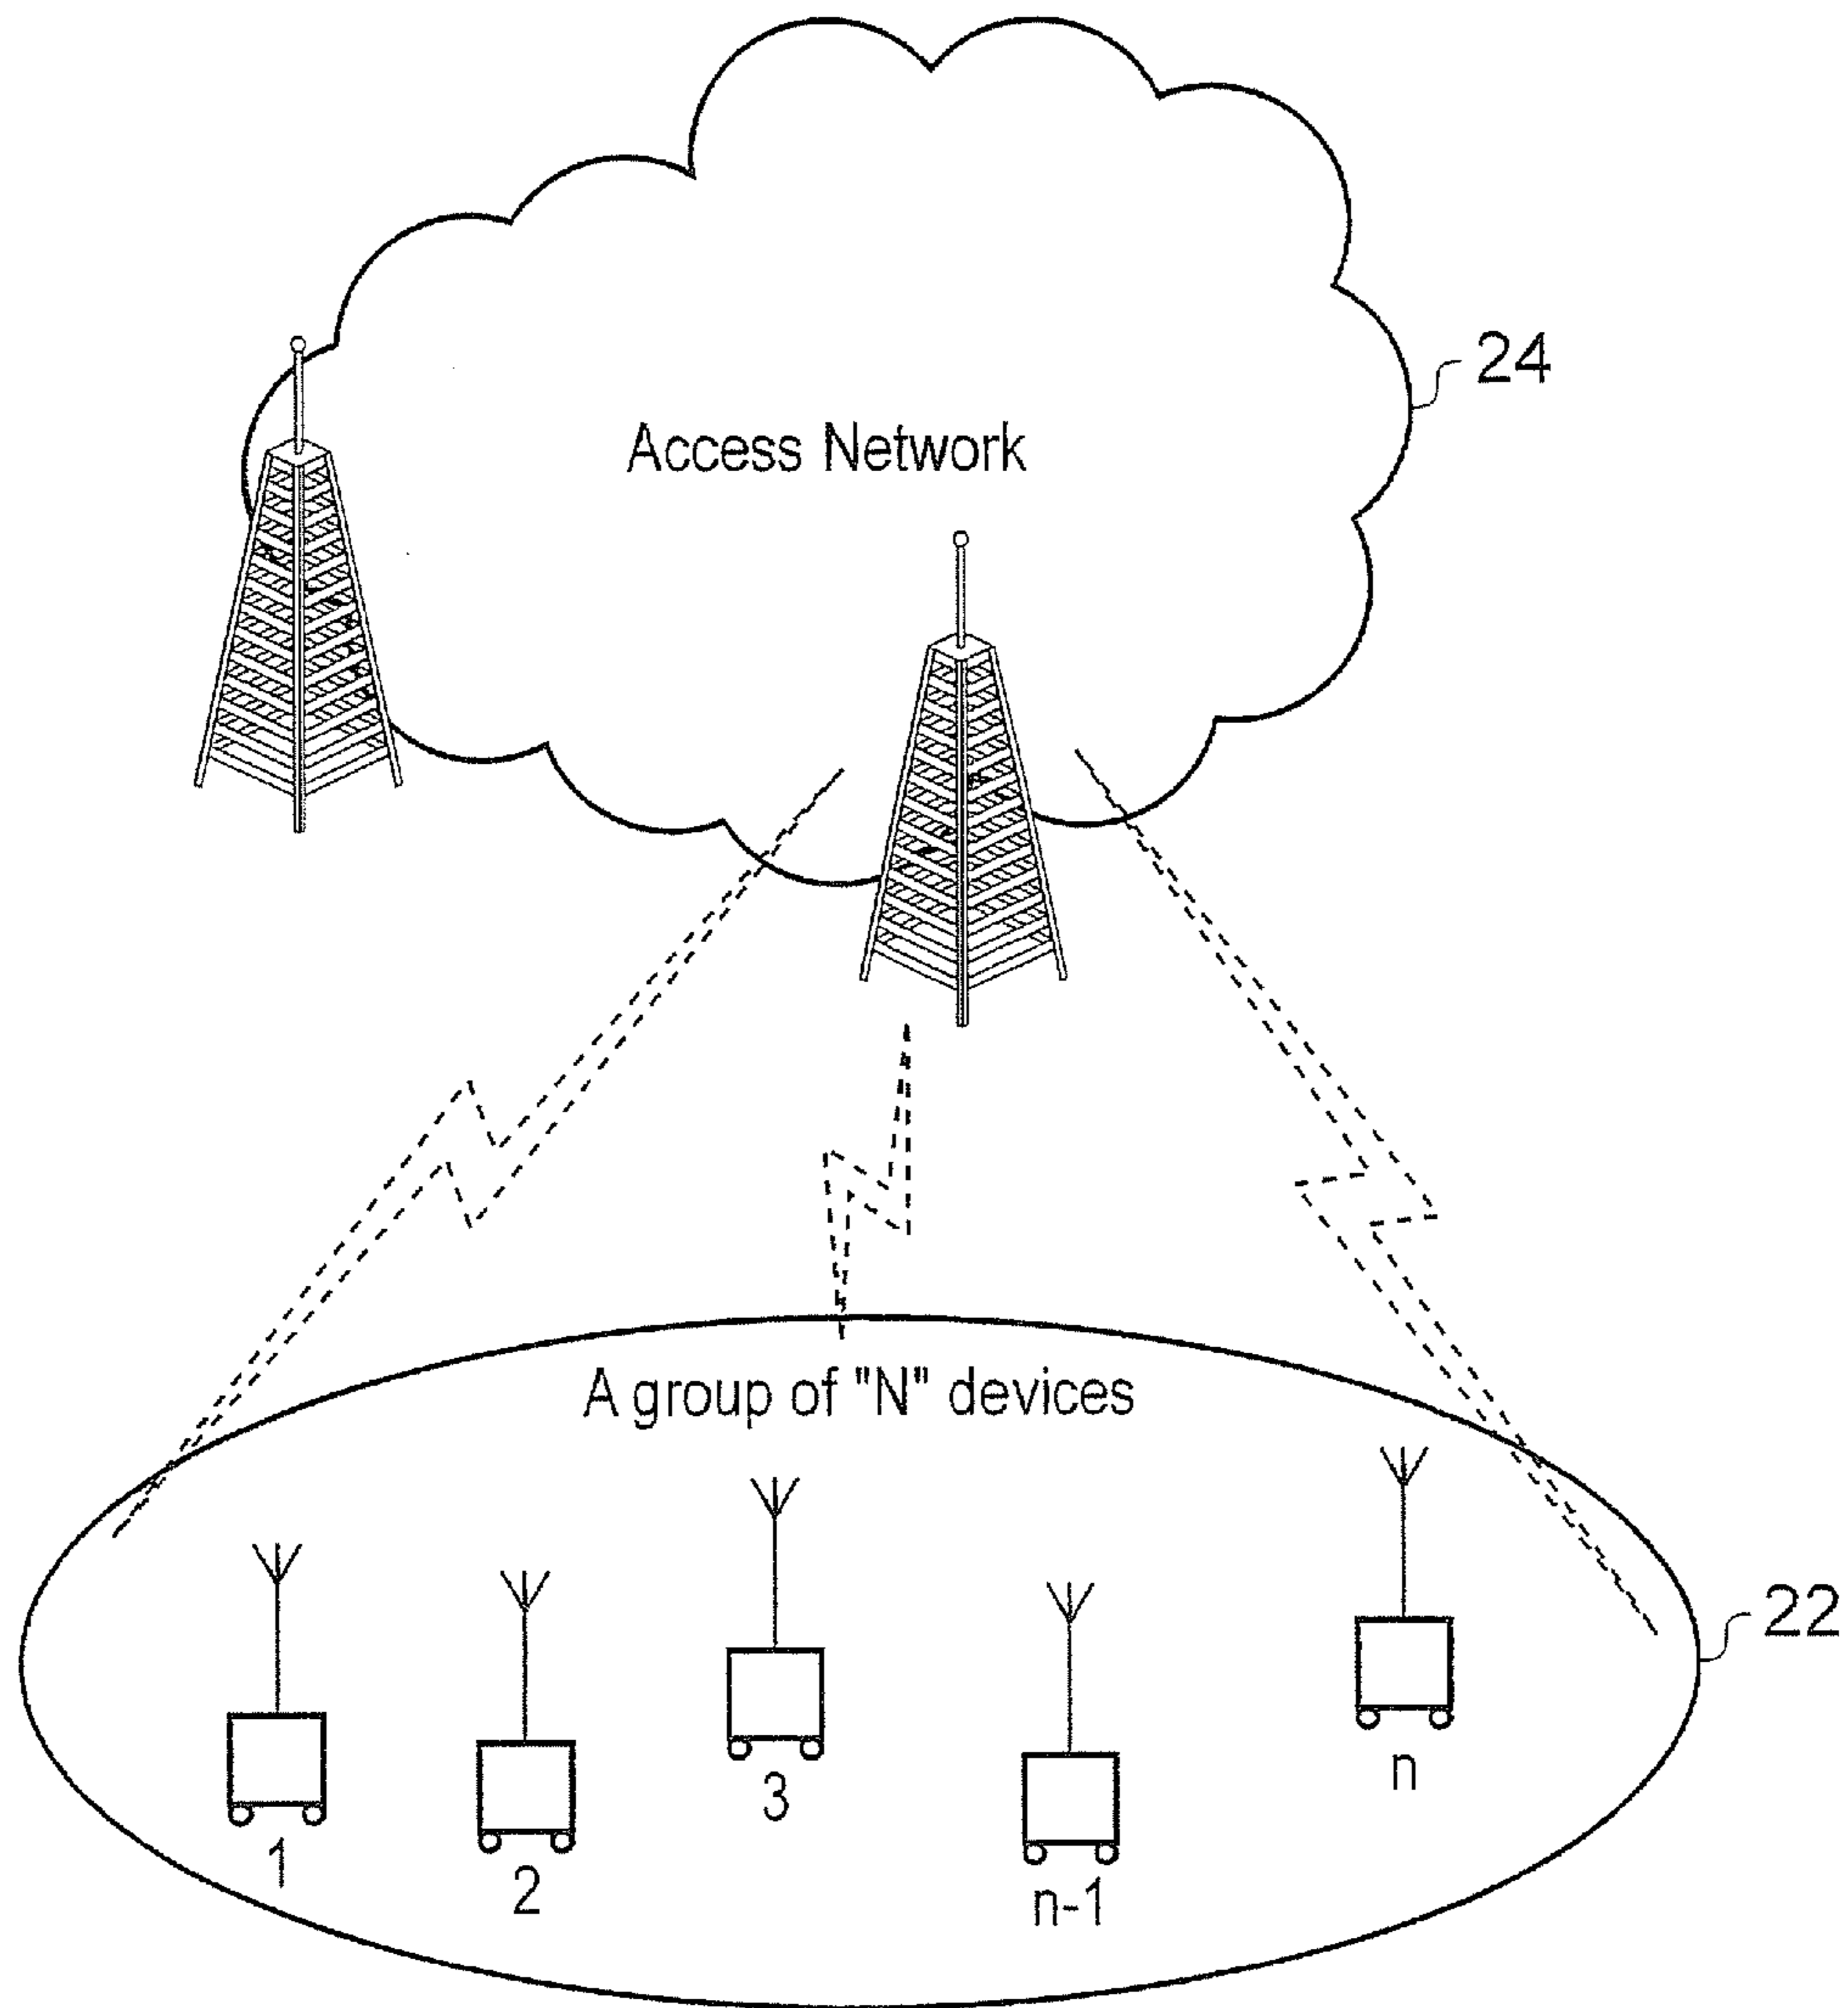 24
Access Network
A group of "N" devices
22
1
2
3
n-1
n